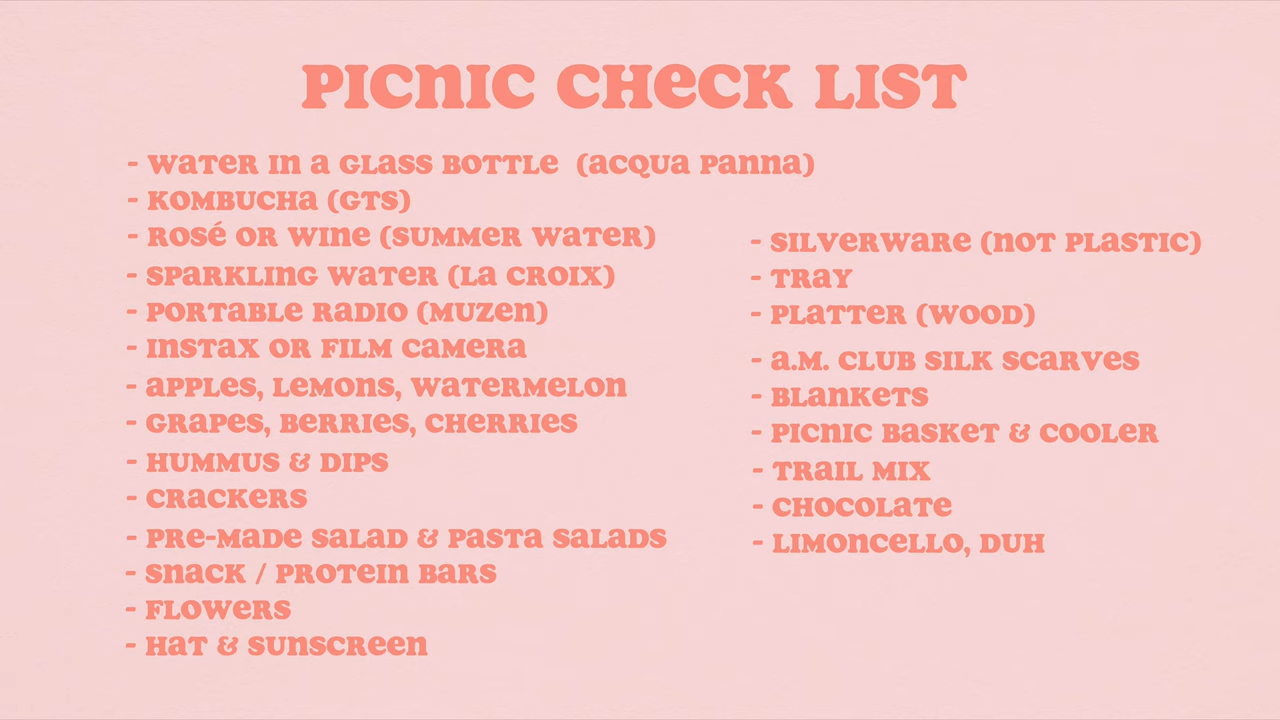 PICNIC CHECK LIST
- WATER IN A GLASS BOTTLE (ACQUA PANNA)
- KOMBUCHA (GTS)
- ROSÉ OR WINE (SUMMER WATER)
- SPARKLING WATER (LA CROIX)
- PORTABLE RADIO (MUZEN)
- INSTAX OR FILM CAMERA
- APPLES, LEMONS, WATERMELON
- GRAPES, BERRIES, CHERRIES
- HUMMUS & DIPS
- CRACKERS
- PRE-MADE SALAD & PASTA SALADS
- SNACK / PROTEIN BARS
- FLOWERS
- HAT & SUNSCREEN
- SILVERWARE (NOT PLASTIC)
- TRAY
- PLATTER (WOOD)
- A.M. CLUB SILK SCARVES
- BLANKETS
- PICNIC BASKET & COOLER
- TRAIL MIX
- CHOCOLATE
- LIMONCELLO, DUH